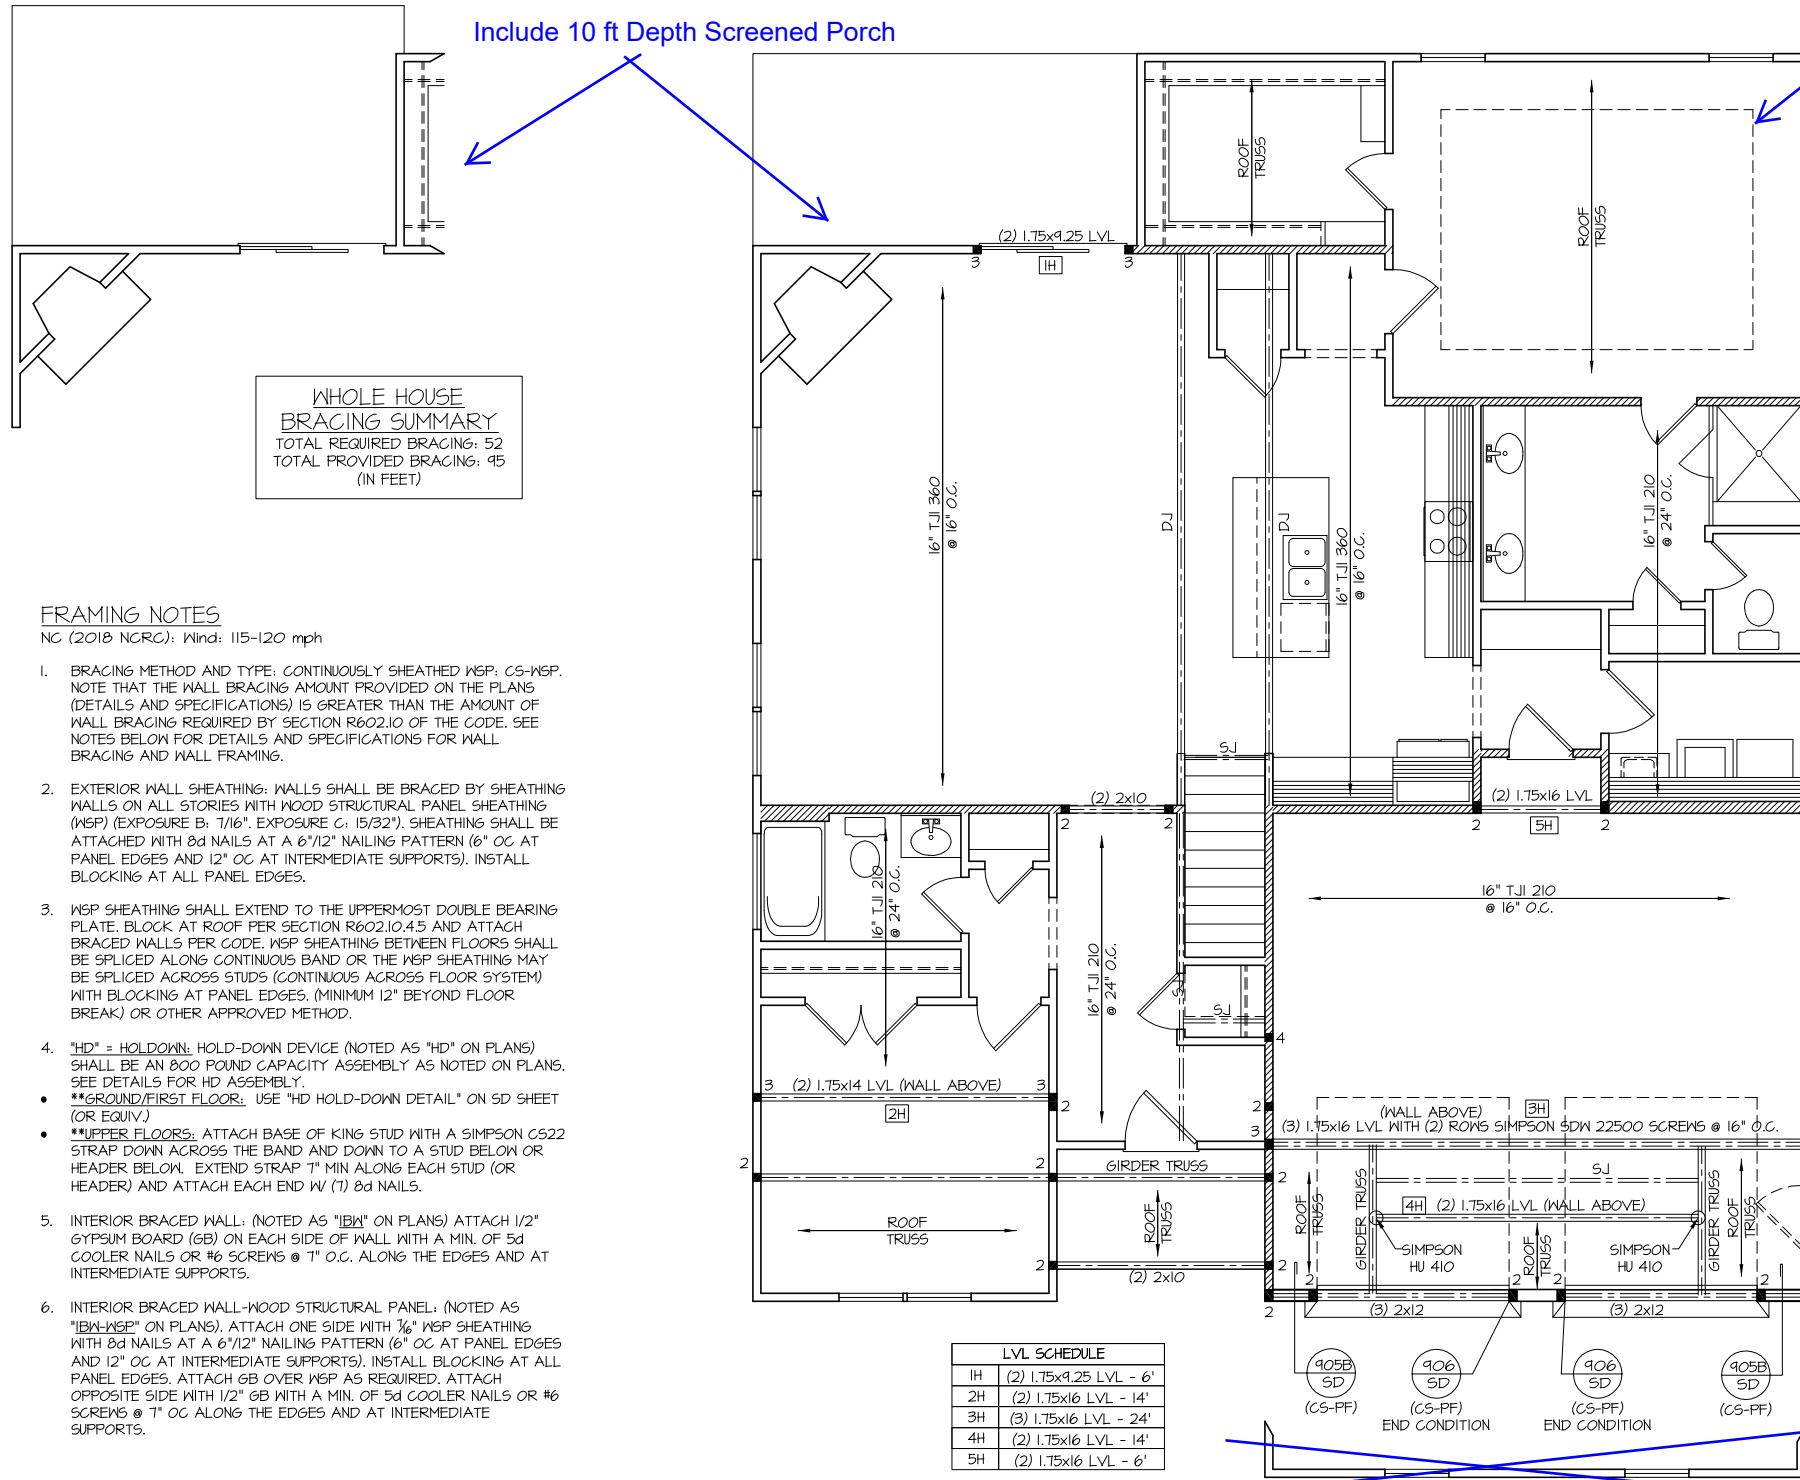 Include 10 ft Depth Screened Porch
WHOLE HOUSE
BRACING SUMMARY
TOTAL REQUIRED BRACING: 52
TOTAL PROVIDED BRACING: 95
(IN FEET)
FRAMING NOTES
NC (2018 NCRC): Wind: 115-120 mph
1. BRACING METHOD AND TYPE: CONTINUOUSLY SHEATHED WSP: CS-WSP.
NOTE THAT THE WALL BRACING AMOUNT PROVIDED ON THE PLANS
(DETAILS AND SPECIFICATIONS) IS GREATER THAN THE AMOUNT OF
WALL BRACING REQUIRED BY SECTION R602.10 OF THE CODE. SEE
NOTES BELOW FOR DETAILS AND SPECIFICATIONS FOR WALL
BRACING AND WALL FRAMING.
2. EXTERIOR WALL SHEATHING: WALLS SHALL BE BRACED BY SHEATHING
WALLS ON ALL STORIES WITH WOOD STRUCTURAL PANEL SHEATHING
(WSP) (EXPOSURE B: 7/16". EXPOSURE C: 15/32"). SHEATHING SHALL BE
ATTACHED WITH 8d NAILS AT A 6"/12" NAILING PATTERN (6" OC AT
PANEL EDGES AND 12" OC AT INTERMEDIATE SUPPORTS). INSTALL
BLOCKING AT ALL PANEL EDGES.
3. WSP SHEATHING SHALL EXTEND TO THE UPPERMOST DOUBLE BEARING
PLATE. BLOCK AT ROOF PER SECTION R602.10.4.5 AND ATTACH
BRACED WALLS PER CODE. WSP SHEATHING BETWEEN FLOORS SHALL
BE SPLICED ALONG CONTINUOUS BAND OR THE WSP SHEATHING MAY
BE SPLICED ACROSS STUDS (CONTINUOUS ACROSS FLOOR SYSTEM)
WITH BLOCKING AT PANEL EDGES. (MINIMUM 12" BEYOND FLOOR
BREAK) OR OTHER APPROVED METHOD.
4. "HD" = HOLDOWN: HOLD-DOWN DEVICE (NOTED AS "HD" ON PLANS)
SHALL BE AN 800 POUND CAPACITY ASSEMBLY AS NOTED ON PLANS.
SEE DETAILS FOR HD ASSEMBLY.
• **GROUND/FIRST FLOOR: USE "HD HOLD-DOWN DETAIL" ON SD SHEET
(OR EQUIV.)
• **UPPER FLOORS: ATTACH BASE OF KING STUD WITH A SIMPSON CS22
STRAP DOWN ACROSS THE BAND AND DOWN TO A STUD BELOW OR
HEADER BELOW. EXTEND STRAP 7" MIN ALONG EACH STUD (OR
HEADER) AND ATTACH EACH END W/ (7) 8d NAILS.
5. INTERIOR BRACED WALL: (NOTED AS "IBW" ON PLANS) ATTACH 1/2"
GYPSUM BOARD (GB) ON EACH SIDE OF WALL WITH A MIN. OF 5d
COOLER NAILS OR #6 SCREWS @ 7" O.C. ALONG THE EDGES AND AT
INTERMEDIATE SUPPORTS.
6. INTERIOR BRACED WALL-WOOD STRUCTURAL PANEL: (NOTED AS
"IBW-WSP" ON PLANS). ATTACH ONE SIDE WITH 7/16" WSP SHEATHING
WITH 8d NAILS AT A 6"/12" NAILING PATTERN (6" OC AT PANEL EDGES
AND 12" OC AT INTERMEDIATE SUPPORTS). INSTALL BLOCKING AT ALL
PANEL EDGES. ATTACH GB OVER WSP AS REQUIRED. ATTACH
OPPOSITE SIDE WITH 1/2" GB WITH A MIN. OF 5d COOLER NAILS OR #6
SCREWS @ 7" OC ALONG THE EDGES AND AT INTERMEDIATE
SUPPORTS.
ROOF
TRUSS
ROOF
TRUSS
(2) 1.75x9.25 LVL
3
1H
3
16" TJI 360
@ 16" O.C.
DJ
DJ
16" TJI 360
@ 16" O.C.
16" TJI 210
@ 24" O.C.
SJ
(2) 2x10
2
2
(2) 1.75x16 LVL
2
5H
2
16" TJI 210
@ 24" O.C.
16" TJI 210
@ 16" O.C.
16" TJI 210
@ 24" O.C.
SJ
SJ
4
3
(2) 1.75x14 LVL (WALL ABOVE)
3
2H
2
2
3
(WALL ABOVE)
3H
(3) 1.75x16 LVL WITH (2) ROWS SIMPSON SDW 22500 SCREWS @ 16" O.C.
2
2
GIRDER TRUSS
2
ROOF
TRUSS
ROOF
TRUSS
2
(2) 2x10
2
ROOF
TRUSS
GIRDER TRUSS
SJ
4H
(2) 1.75x16 LVL (WALL ABOVE)
SIMPSON
HU 410
ROOF
TRUSS
SIMPSON
HU 410
GIRDER TRUSS
ROOF
TRUSS
2
2
2
2
2
(3) 2x12
(3) 2x12
905B
SD
(CS-PF)
906
SD
(CS-PF)
END CONDITION
906
SD
(CS-PF)
END CONDITION
905B
SD
(CS-PF)
LVL SCHEDULE
1H (2) 1.75x9.25 LVL - 6'
2H (2) 1.75x16 LVL - 14'
3H (3) 1.75x16 LVL - 24'
4H (2) 1.75x16 LVL - 14'
5H (2) 1.75x16 LVL - 6'